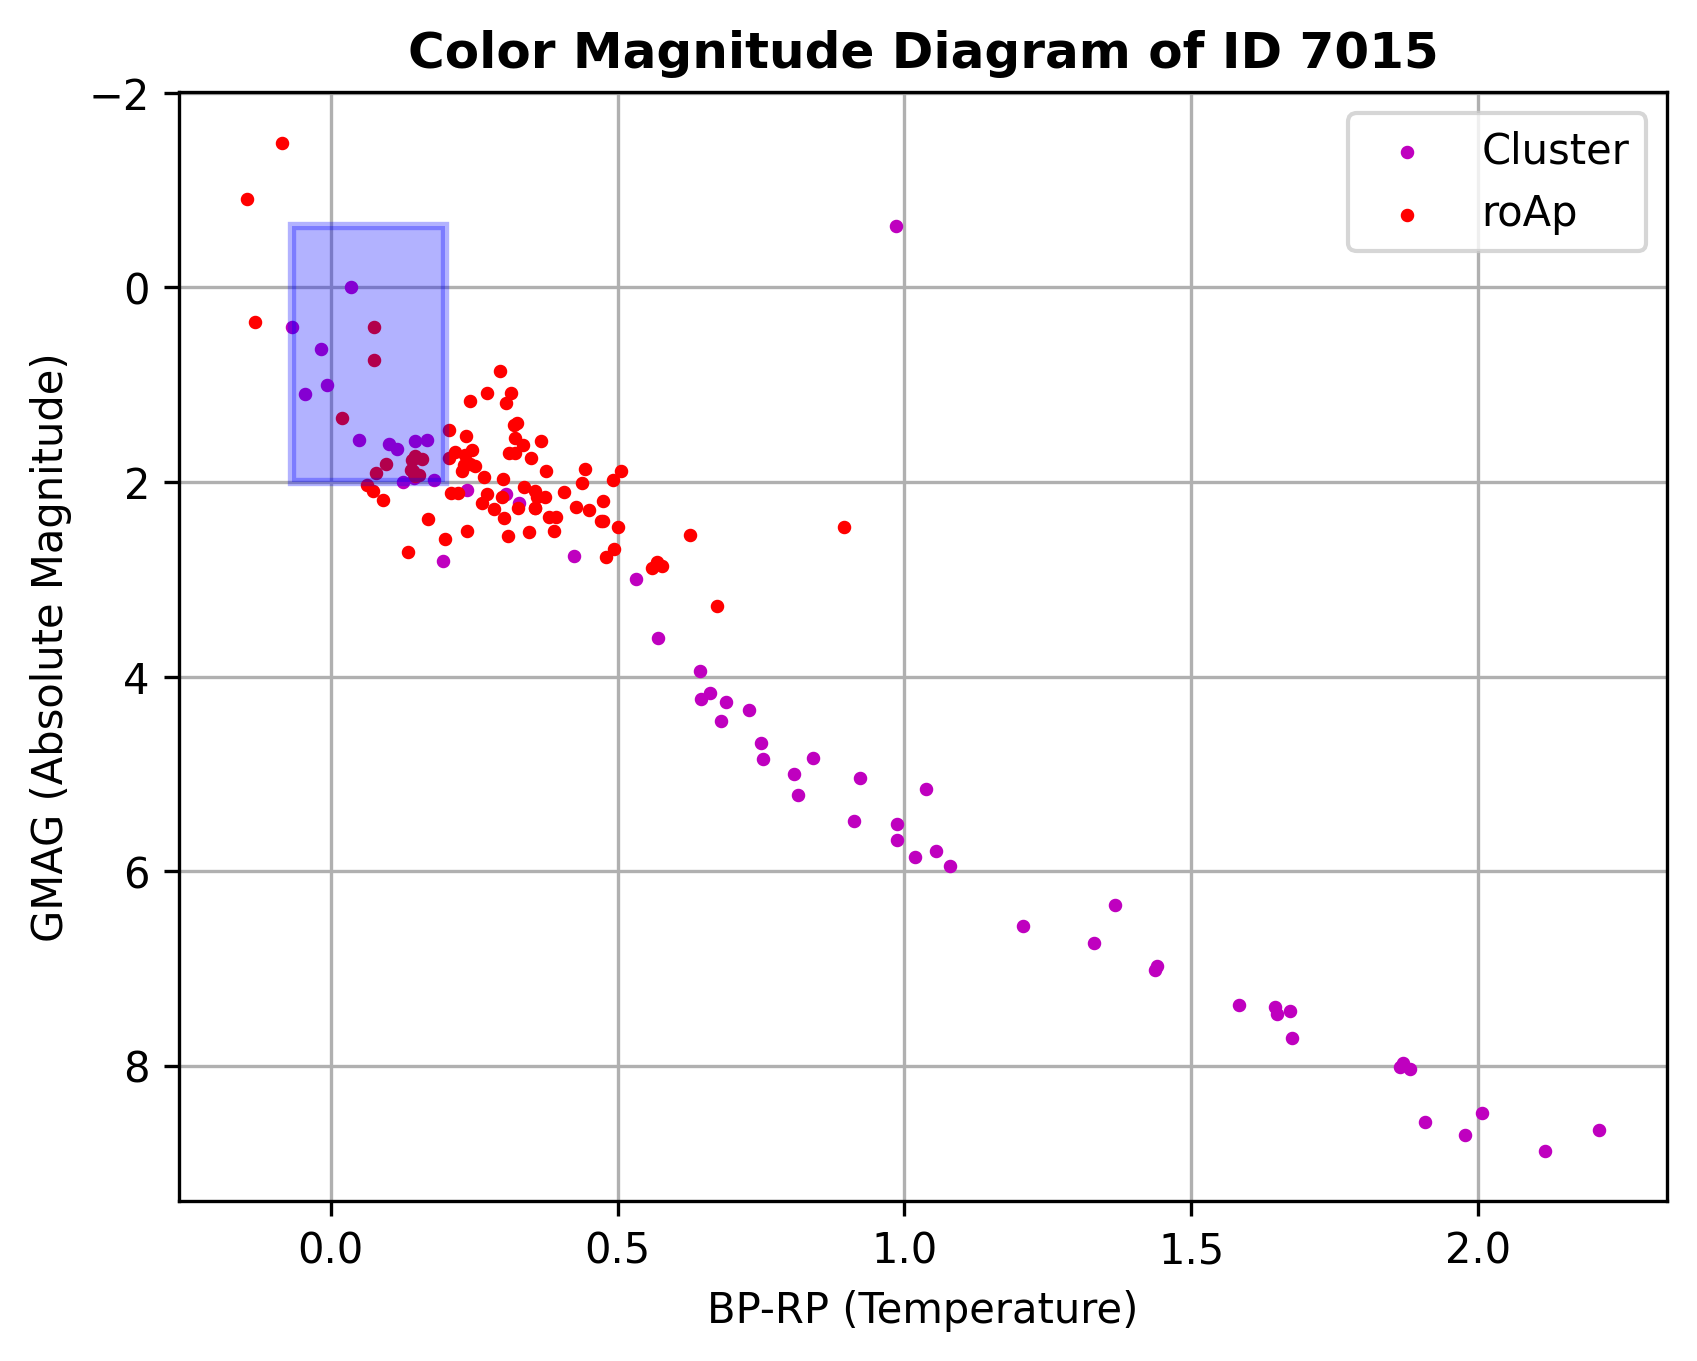 Color Magnitude Diagram of ID 7015
Cluster
roAp
−2
0
2
4
6
8
GMAG (Absolute Magnitude)
0.0 0.5 1.0 1.5 2.0
BP-RP (Temperature)